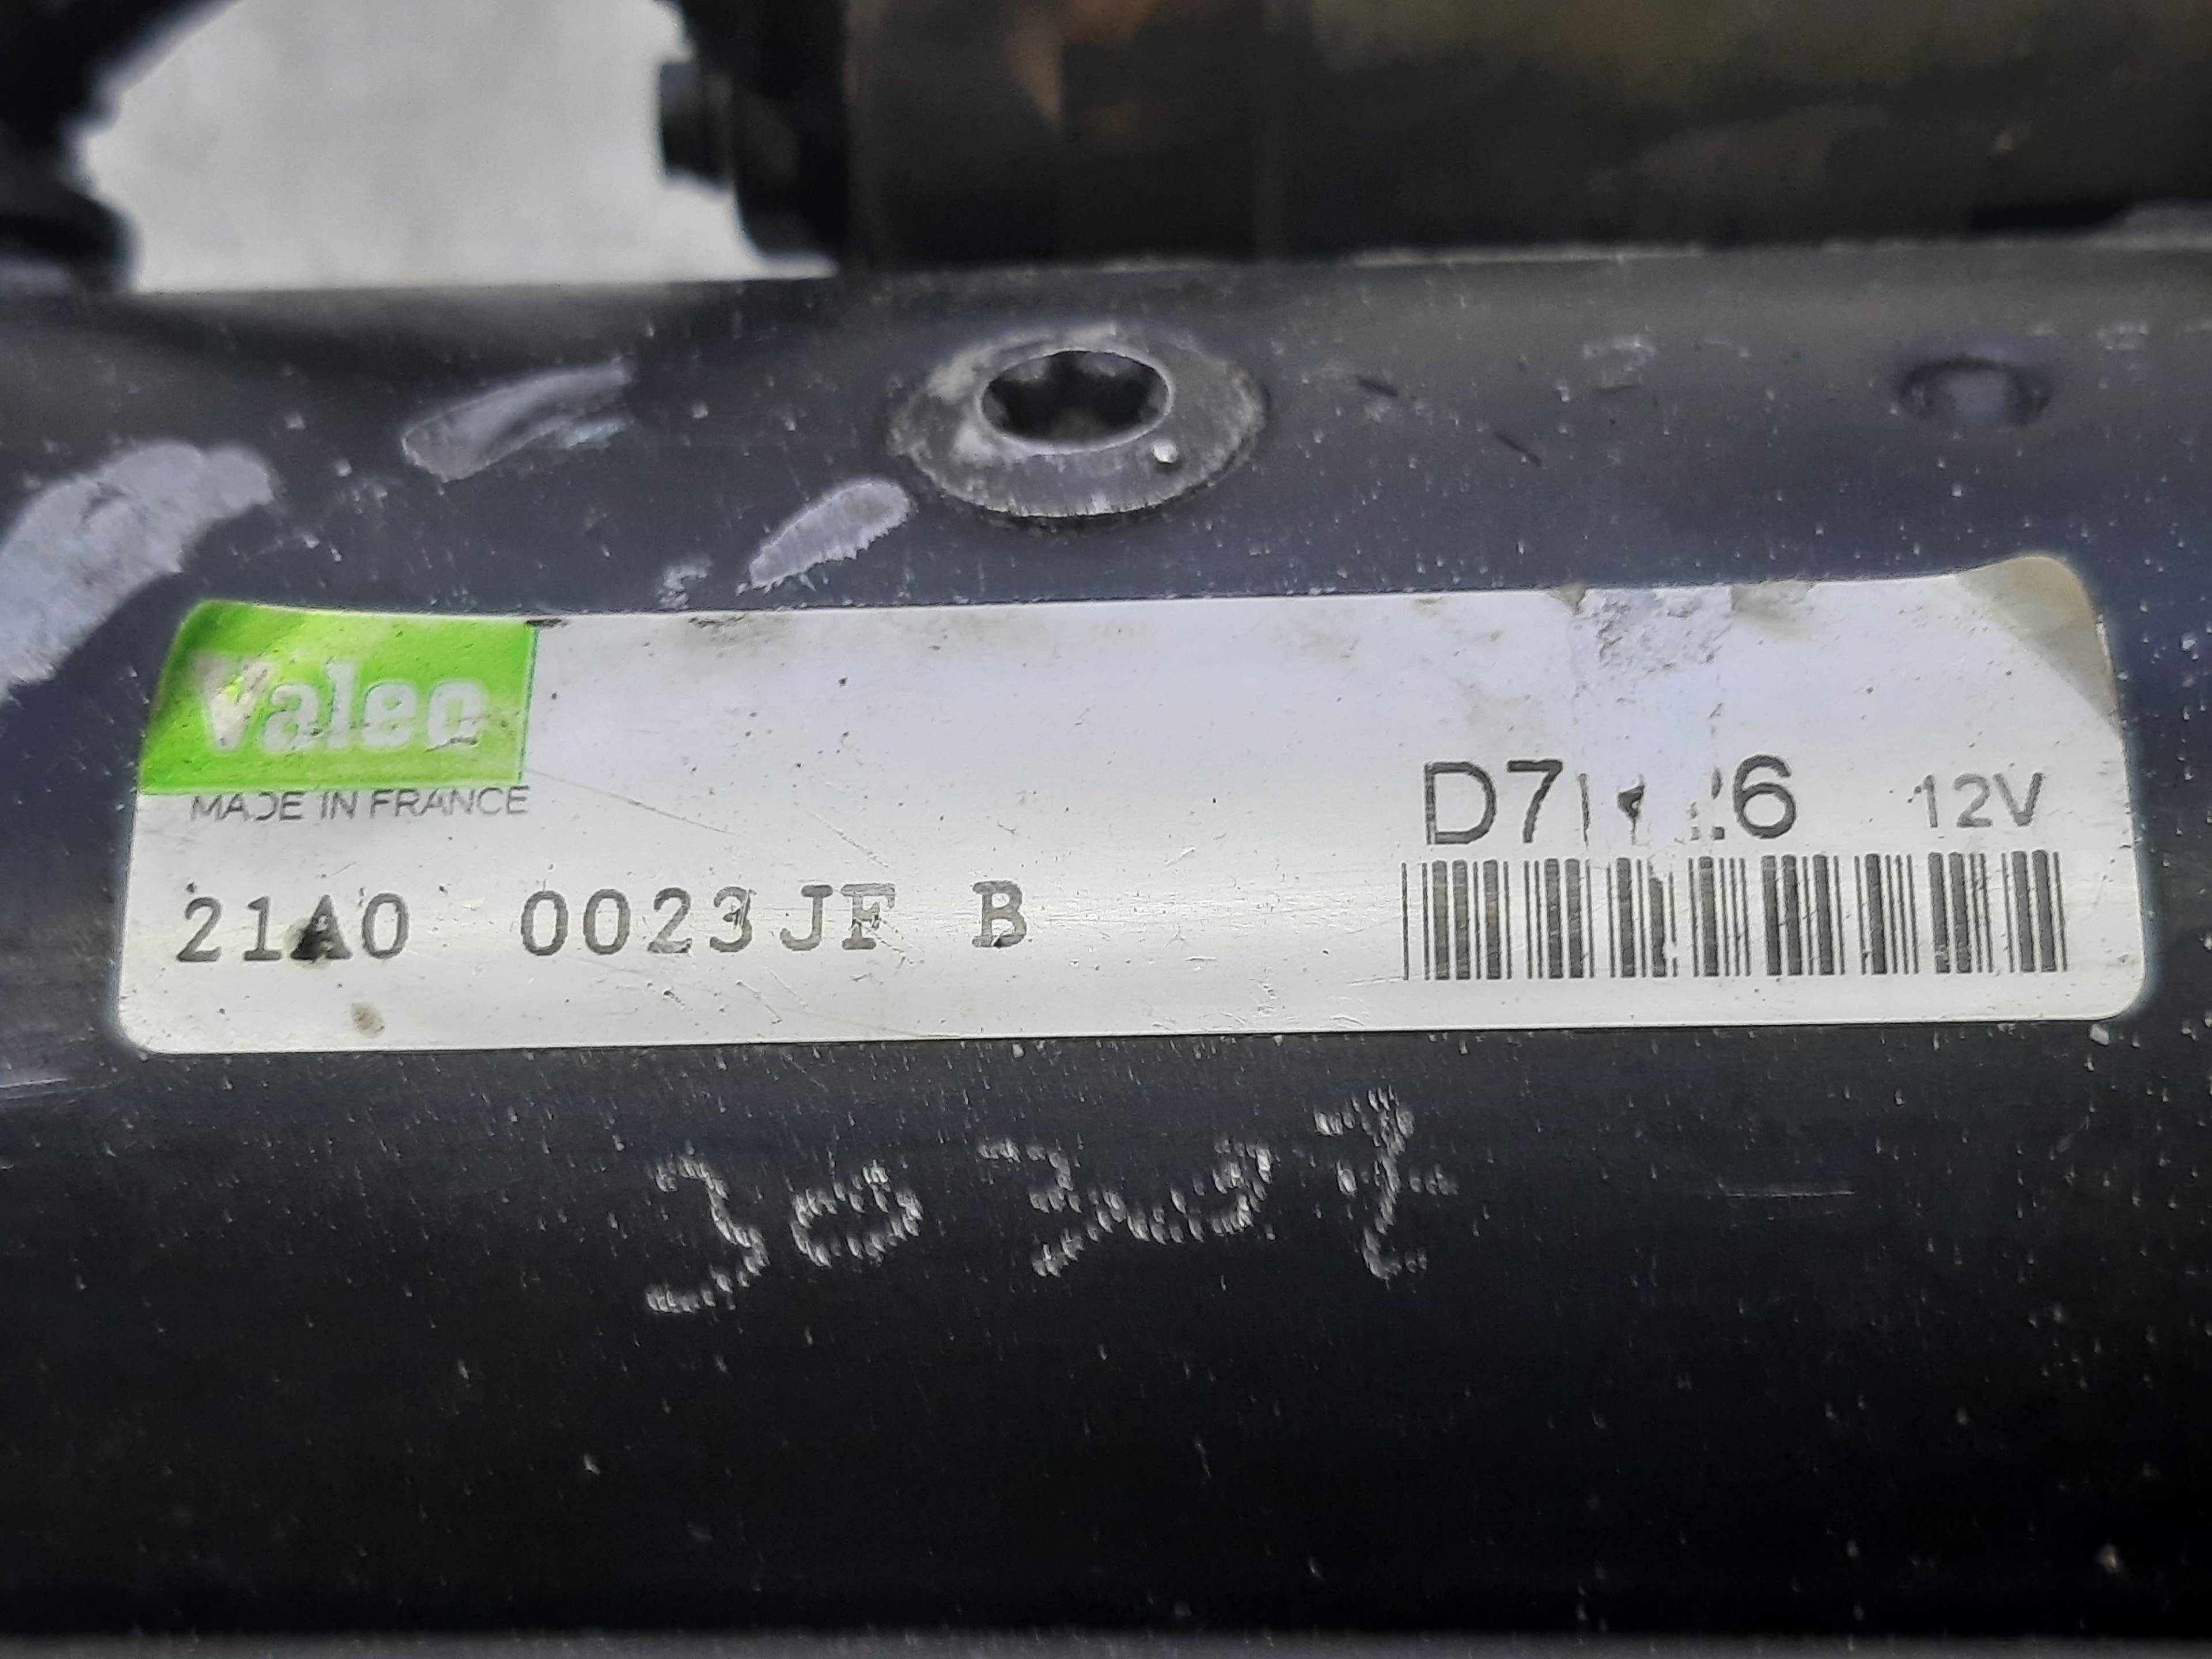 Valeo
MADE IN FRANCE
12V
21A0 0023JF B